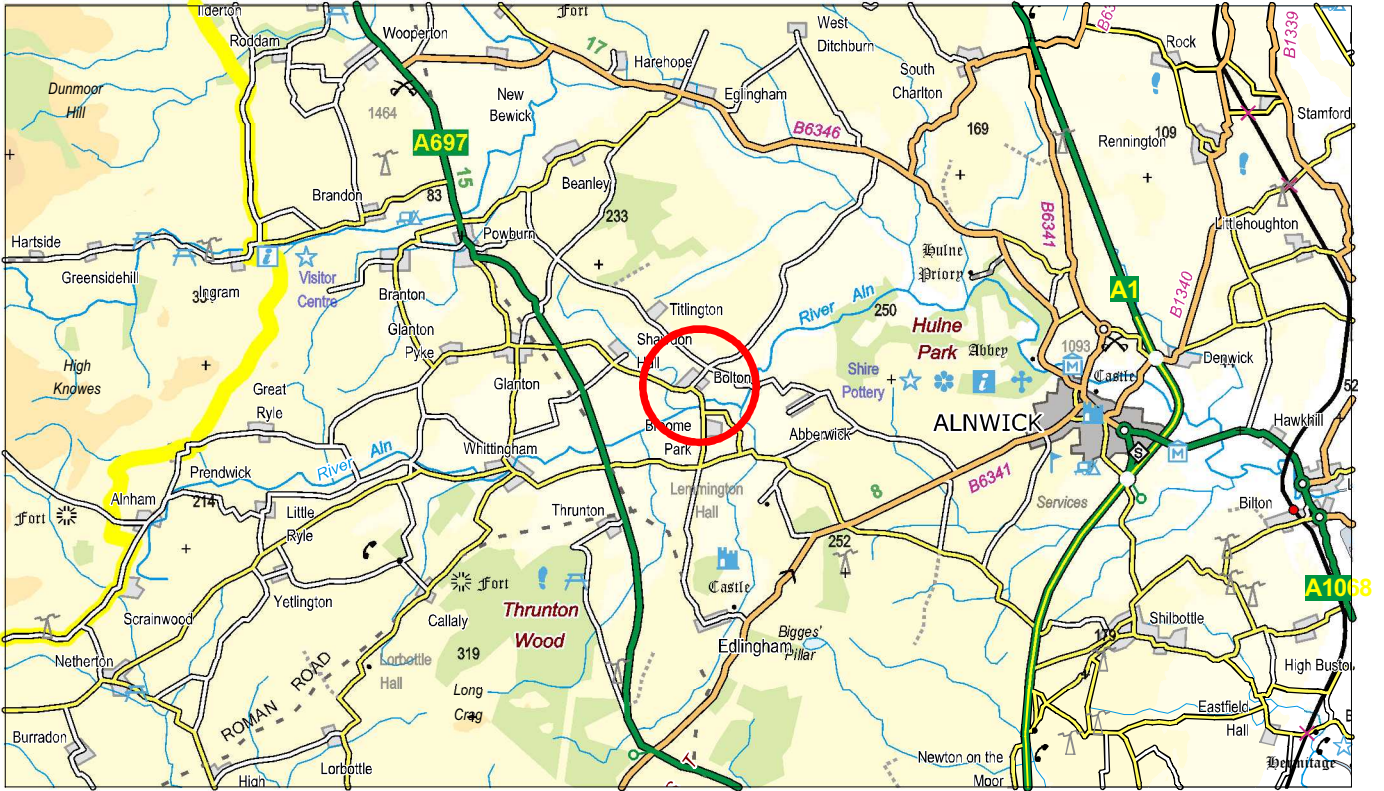 Ilderton
Roddam
Wooperton
Fort
17
Harehope
West
Ditchburn
South
Charlton
Rock
B1339
Dunmoor
Hill
1464
New
Bewick
Eglingham
B6346
169
Rennington
109
Stamford
A697
15
Brandon
83
Beanley
233
B6341
Littlehoughton
Hartside
Powburn
Hulne
Priory
Greensidehill
Ingram
Visitor
Centre
Branton
Titlington
River Aln
250
A1
B1340
Glanton
Pyke
Shawdon
Hall
Hulne
Park
Abbey
1093
Denwick
High
Knowes
Great
Ryle
Glanton
Bolton
Shire
Pottery
Castle
52
ALNWICK
Hawkhill
Broome
Park
Abberwick
Whittingham
River Aln
Prendwick
B6341
8
S
M
M
Alnham
214
Fort
Little
Ryle
Thrunton
Lemmington
Hall
Services
Bilton
252
Fort
Castle
A1068
Yetlington
Callaly
Thrunton
Wood
Scrainwood
Shilbottle
179
Netherton
Edlingham
Bigges'
Pillar
319
Lorbottle
Hall
Long
Crag
ROMAN ROAD
High Buston
Eastfield
Hall
Burradon
High
Lorbottle
Newton on the
Moor
Hermitage